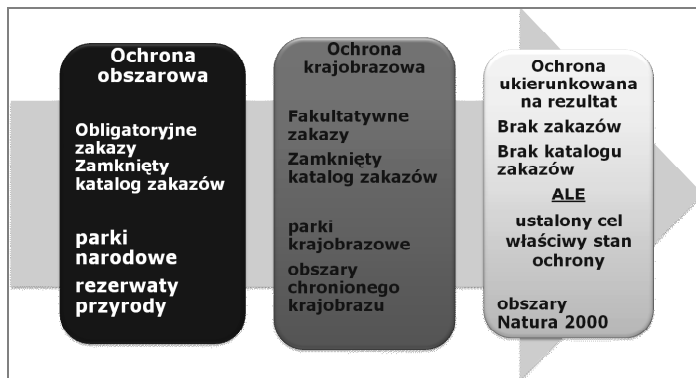 Ochrona
obszarowa
Obligatoryjne
zakazy
Zamknięty
katalog zakazów
parki
narodowe
rezerwaty
przyrody
Ochrona
krajobrazowa
Fakultatywne
zakazy
Zamknięty
katalog zakazów
parki
krajobrazowe
obszary
chronionego
krajobrazu
Ochrona
ukierunkowana
na rezultat
Brak zakazów
Brak katalogu
zakazów
ALE
ustalony cel
właściwy stan
ochrony
obszary
Natura 2000